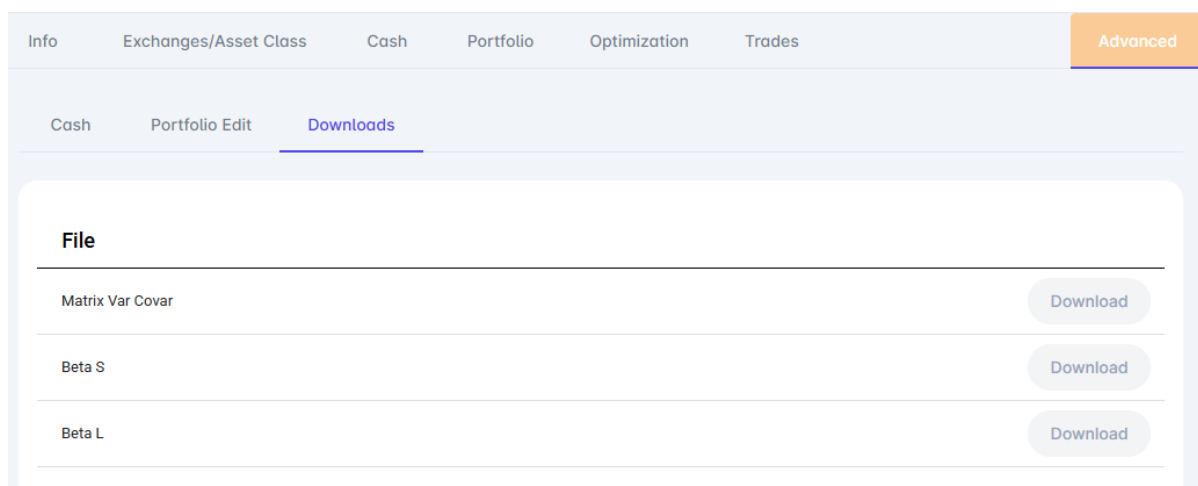 Info Exchanges/Asset Class Cash Portfolio Optimization Trades Advanced
Cash Portfolio Edit Downloads
File
Matrix Var Covar Download
Beta S Download
Beta L Download